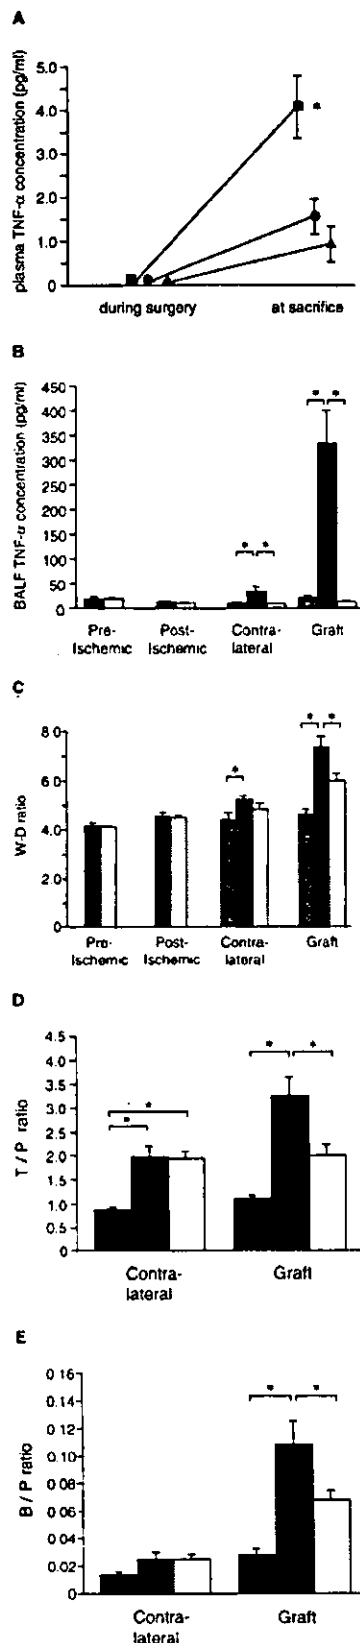 A
plasma TNF-α concentration (pg/ml)
5.0
4.0
3.0
2.0
1.0
0
*
during surgery
at sacrifice
B
BALF TNF-α concentration (pg/ml)
450
400
350
300
250
200
150
100
50
0
* *
* *
Pre-Ischemic
Post-Ischemic
Contra-lateral
Graft
C
W-D ratio
8.0
6.0
4.0
2.0
0
*
* *
Pre-Ischemic
Post-Ischemic
Contra-lateral
Graft
D
T / P ratio
4.5
4.0
3.5
3.0
2.5
2.0
1.5
1.0
0.5
0
*
*
* *
Contra-
lateral
Graft
E
B / P ratio
0.16
0.14
0.12
0.10
0.08
0.06
0.04
0.02
0
* *
Contra-
lateral
Graft